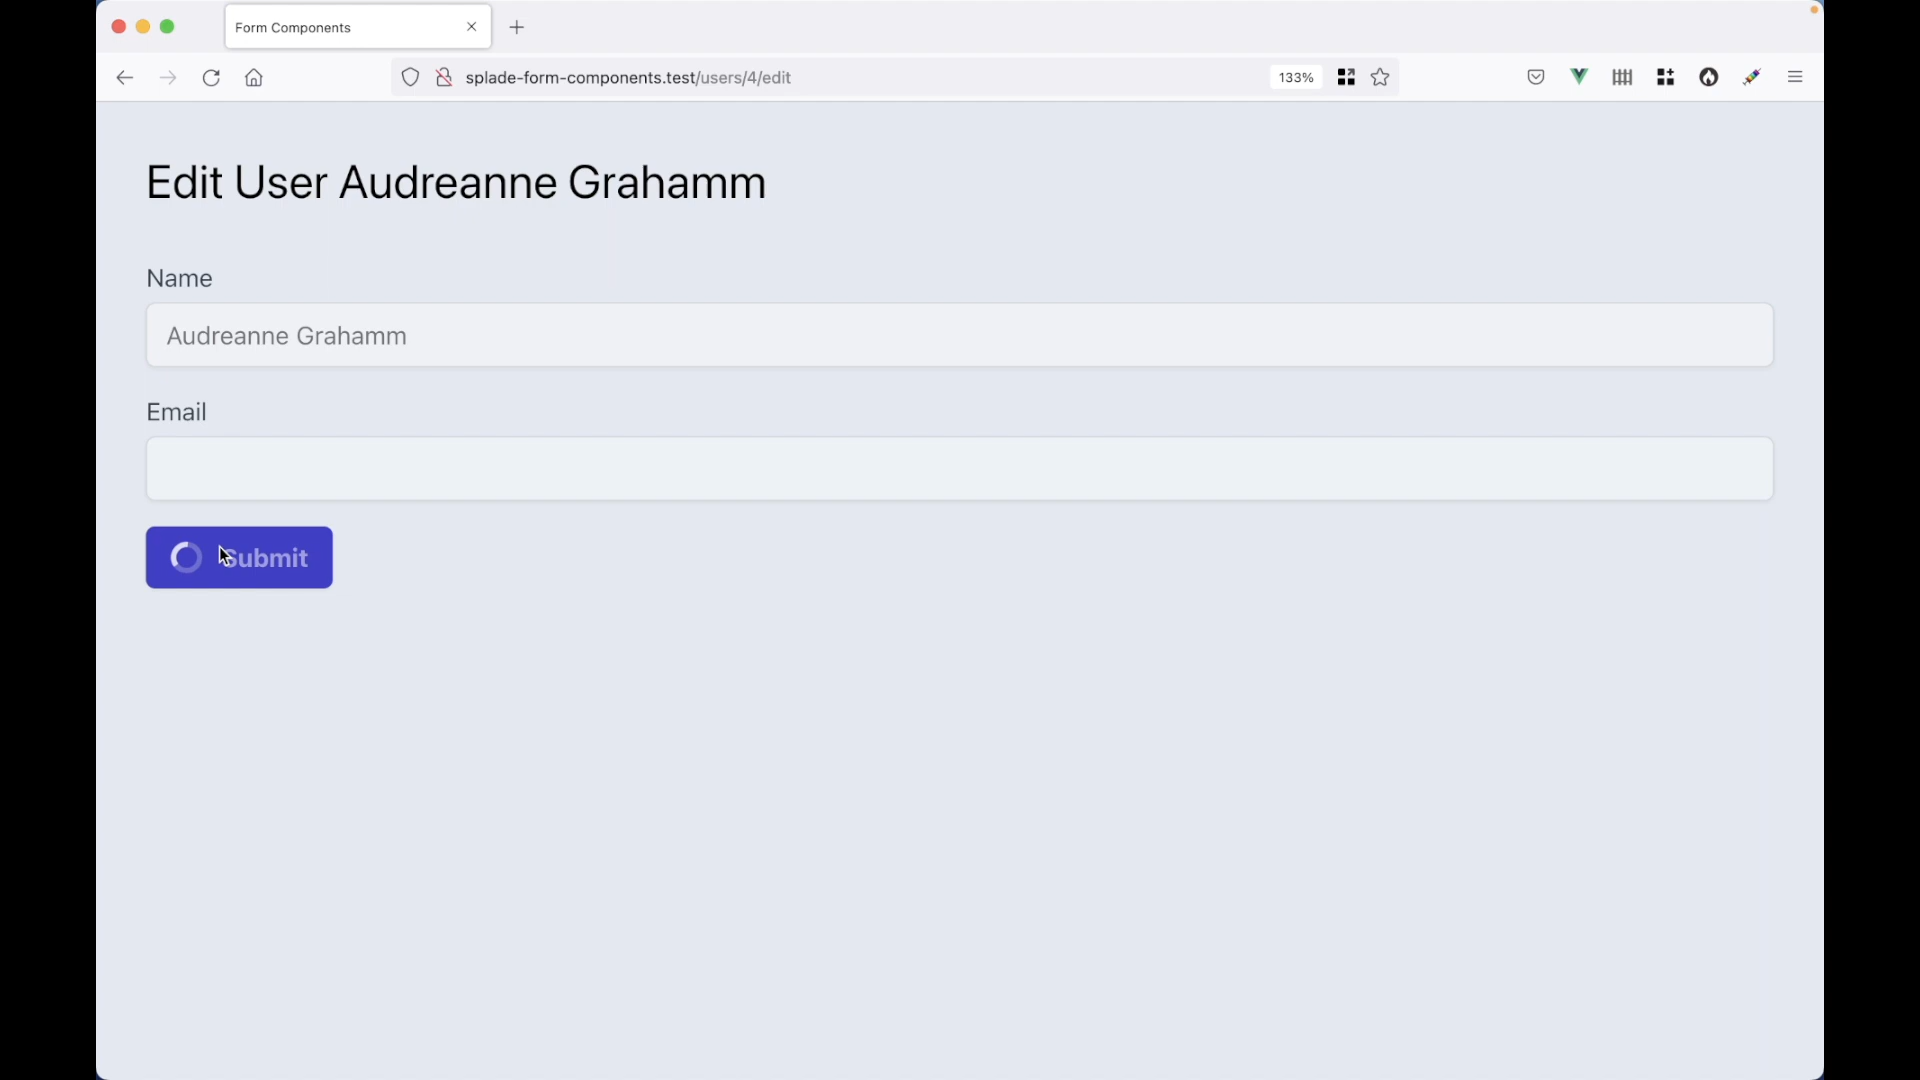 Form Components
splade-form-components.test/users/4/edit
133%
Edit User Audreanne Grahamm
Name
Audreanne Grahamm
Email
Submit